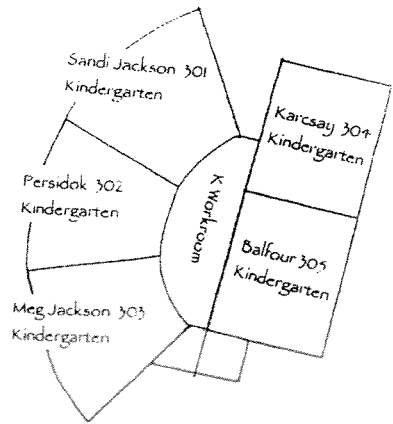 Sandi Jackson 301
Kindergarten
Karcsay 304
Kindergarten
Persidok 302
Kindergarten
K Workroom
Balfour 305
Kindergarten
Meg Jackson 303
Kindergarten